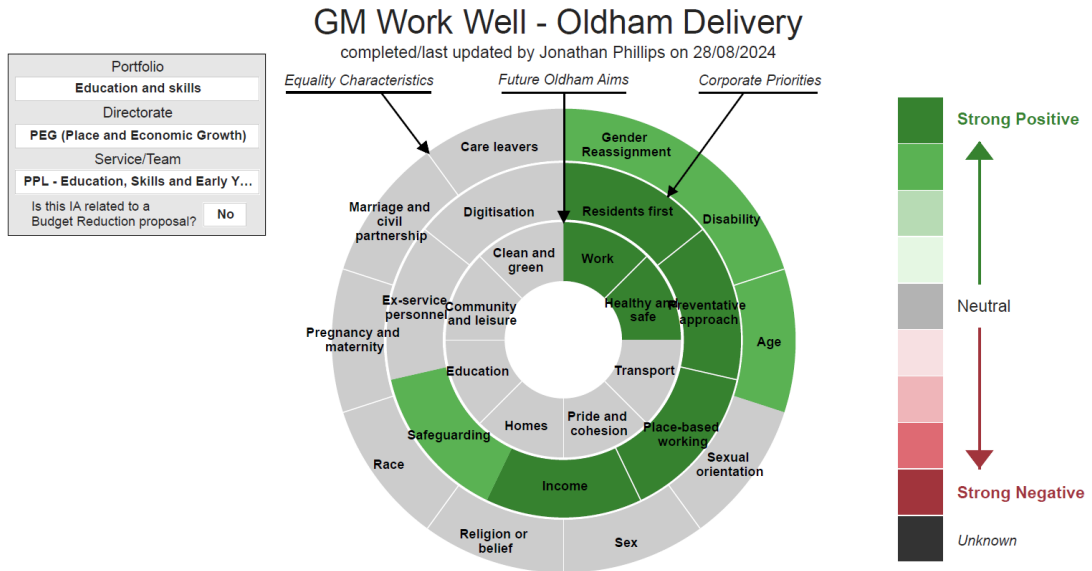 GM Work Well - Oldham Delivery
completed/last updated by Jonathan Phillips on 28/08/2024
Portfolio
Education and skills
Directorate
PEG (Place and Economic Growth)
Service/Team
PPL - Education, Skills and Early Y...
Is this IA related to a
Budget Reduction proposal?
No
Equality Characteristics
Future Oldham Aims
Corporate Priorities
Care leavers
Gender
Reassignment
Marriage and
civil
partnership
Digitisation
Residents first
Disability
Clean and
green
Work
Ex-service
personnel
Community
and leisure
Healthy and
safe
Preventative
approach
Pregnancy and
maternity
Age
Education
Transport
Safeguarding
Homes
Pride and
cohesion
Place-based
working
Sexual
orientation
Race
Income
Religion or
belief
Sex
Strong Positive
Neutral
Strong Negative
Unknown